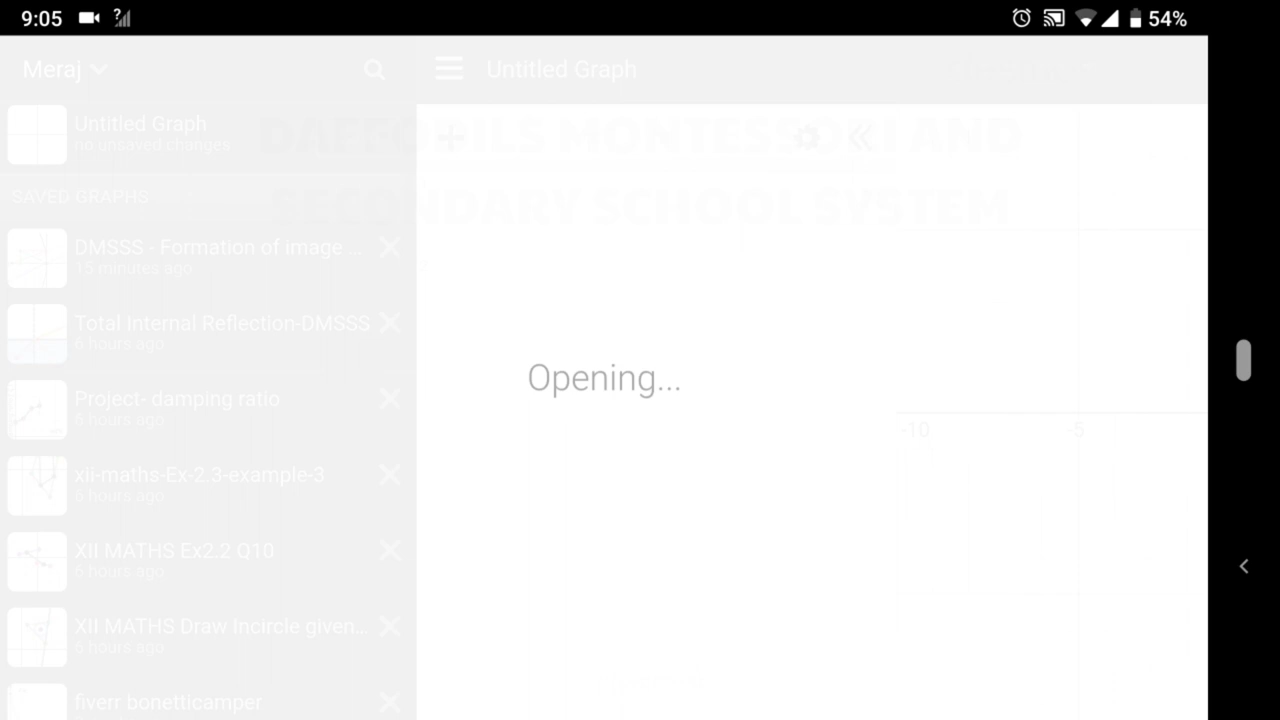 9:05
54%
Meraj
Untitled Graph
Untitled Graph
no unsaved changes
DAFFODILS MONTESSORI AND
SECONDARY SCHOOL SYSTEM
SAVED GRAPHS
DMSSS - Formation of image ...
15 minutes ago
Total Internal Reflection-DMSSS
6 hours ago
Opening...
Project- damping ratio
6 hours ago
-10
-5
xii-maths-Ex-2.3-example-3
6 hours ago
XII MATHS Ex2.2 Q10
6 hours ago
XII MATHS Draw Incircle given...
6 hours ago
fiverr bonetticamper